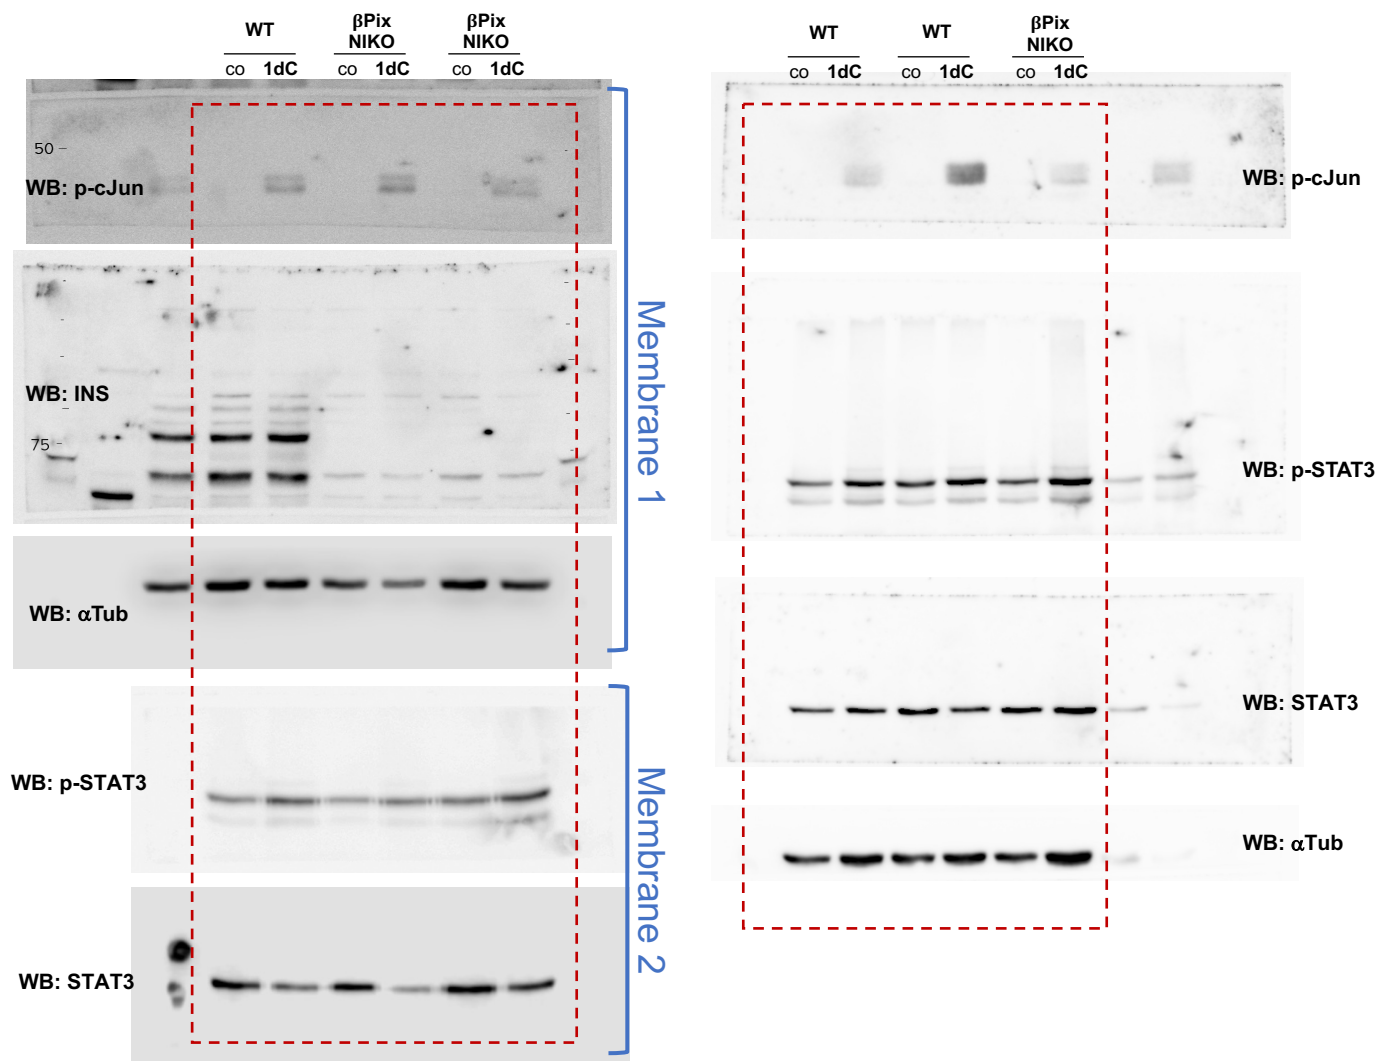 WT
βPix
NIKO
βPix
NIKO
co 1dC co 1dC co 1dC
50
WB: p-cJun
WB: INS
75
WB: αTub
Membrane 1
WB: p-STAT3
WB: STAT3
Membrane 2
WT
WT
βPix
NIKO
co 1dC co 1dC co 1dC
WB: p-cJun
WB: p-STAT3
WB: STAT3
WB: αTub